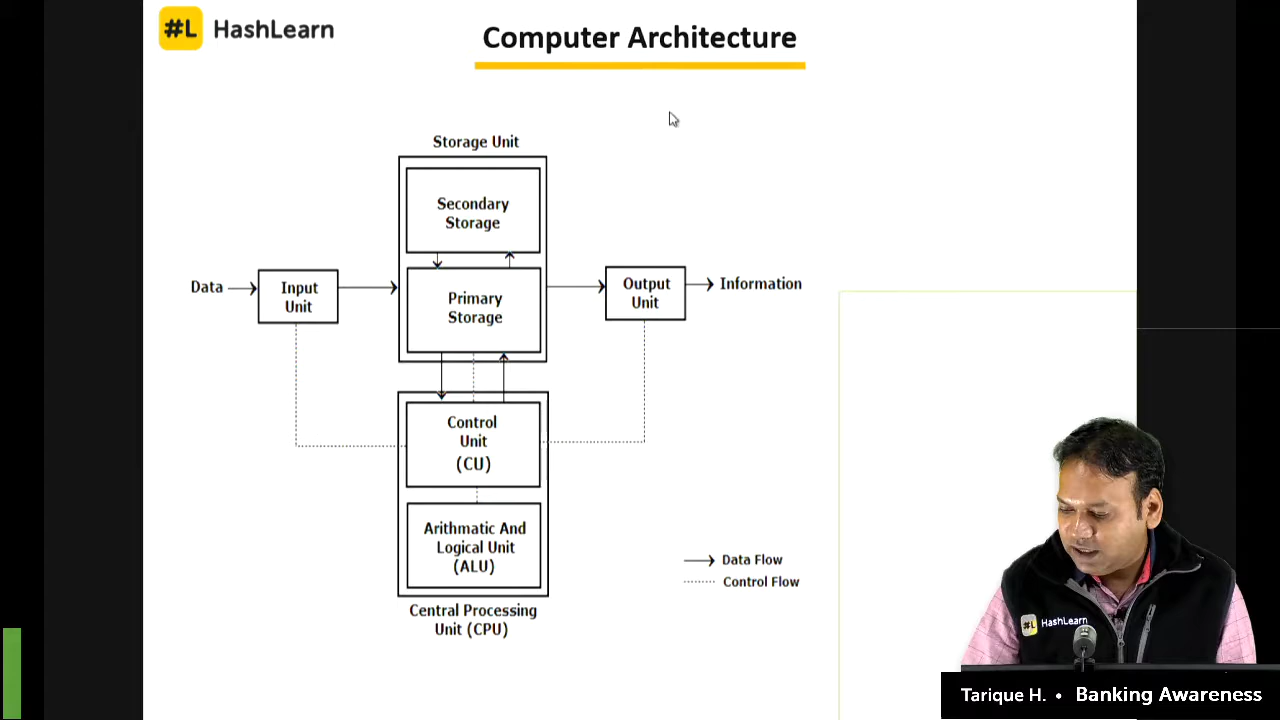 #L HashLearn
Computer Architecture
Storage Unit
Secondary
Storage
Data
Input
Unit
Primary
Storage
Output
Unit
Information
Control
Unit
(CU)
Arithmatic And
Logical Unit
(ALU)
Central Processing
Unit (CPU)
Data Flow
Control Flow
#L HashLearn
Tarique H. • Banking Awareness